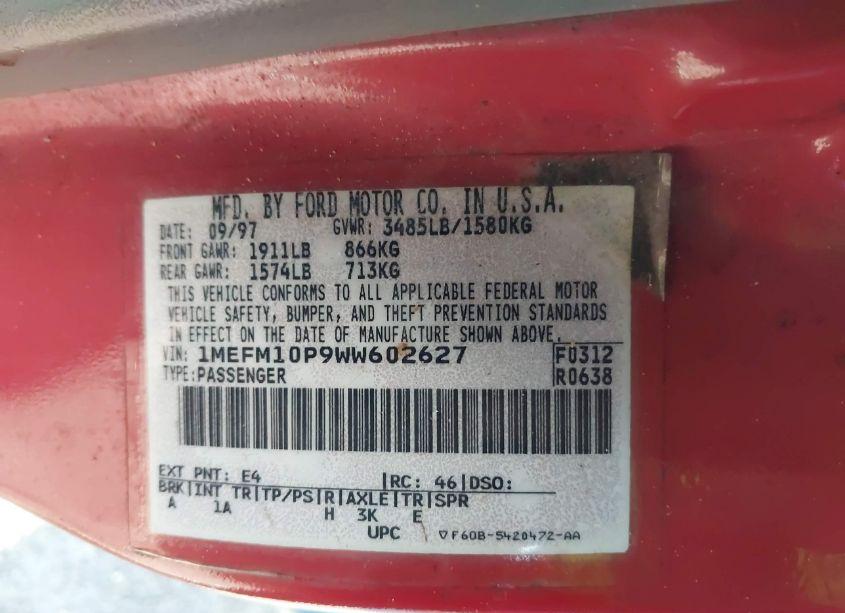 MFD. BY FORD MOTOR CO. IN U.S.A.
DATE: 09/97 GVWR: 3485LB/1580KG
FRONT GAWR: 1911LB 866KG
REAR GAWR: 1574LB 713KG
THIS VEHICLE CONFORMS TO ALL APPLICABLE FEDERAL MOTOR
VEHICLE SAFETY, BUMPER, AND THEFT PREVENTION STANDARDS
IN EFFECT ON THE DATE OF MANUFACTURE SHOWN ABOVE.
VIN: 1MEFM10P9WW602627 F0312
TYPE: PASSENGER R0638
EXT PNT: E4 |RC: 46|DSO:
BRK|INT TR|TP/PS|R|AXLE|TR|SPR
A 1A H 3K E
UPC ▽F60B-5420472-AA